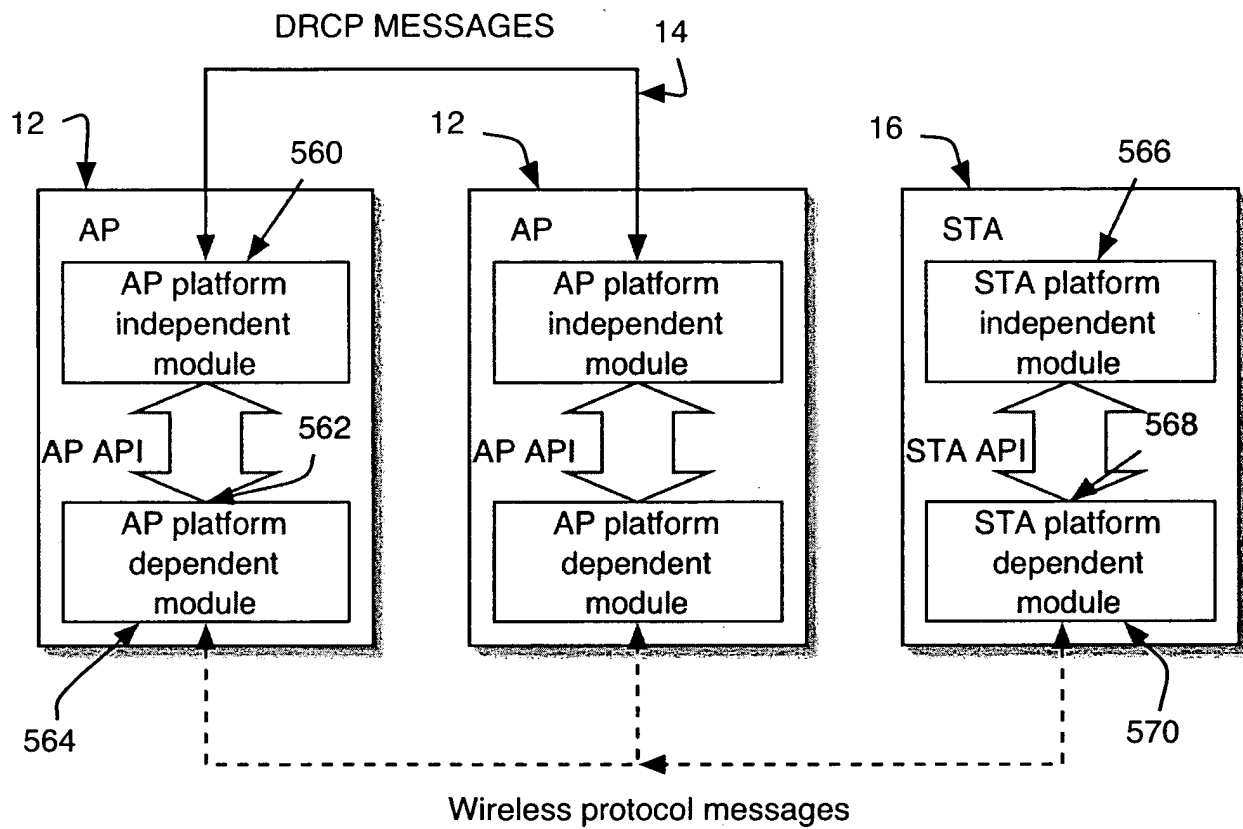 DRCP MESSAGES
14
12
12
16
560
566
AP
AP
STA
AP platform
independent
module
AP platform
independent
module
STA platform
independent
module
AP API
562
AP API
STA API
568
AP platform
dependent
module
AP platform
dependent
module
STA platform
dependent
module
564
570
Wireless protocol messages